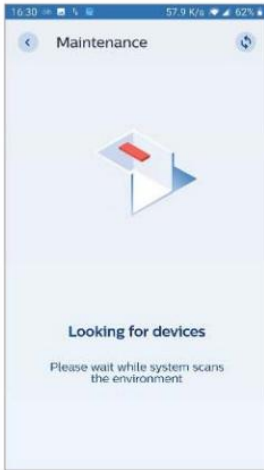 16:30 57.9 K/s 62%
Maintenance
Looking for devices
Please wait while system scans
the environment